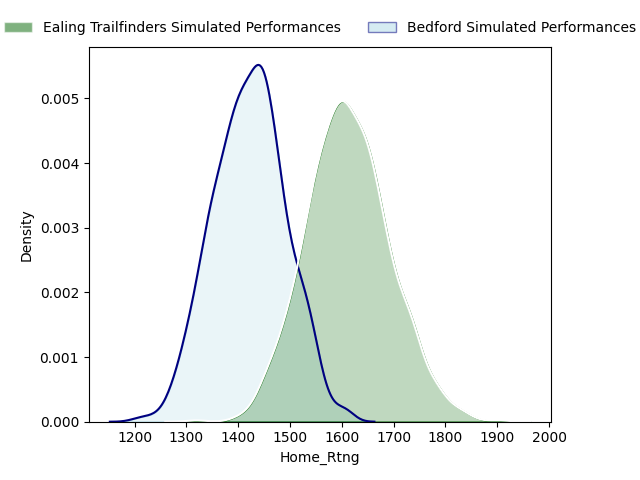 Ealing Trailfinders Simulated Performances
Bedford Simulated Performances
Density
0.005
0.004
0.003
0.002
0.001
0.000
1200 1300 1400 1500 1600 1700 1800 1900 2000
Home_Rtng